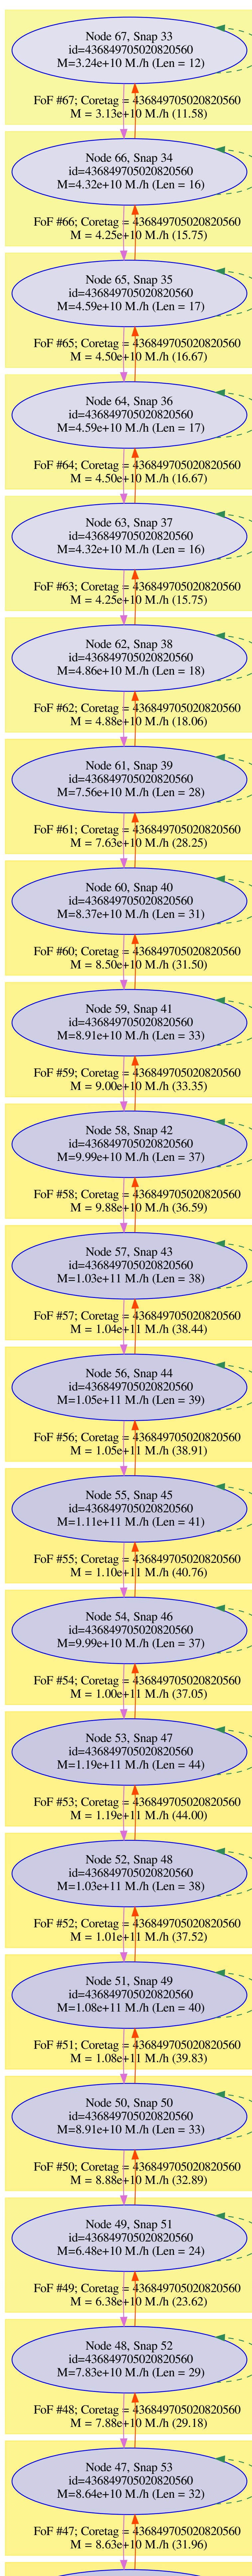 Node 67, Snap 33
id=436849705020820560
M=3.24e+10 M./h (Len = 12)
FoF #67; Coretag = 436849705020820560
M = 3.13e+10 M./h (11.58)
Node 66, Snap 34
id=436849705020820560
M=4.32e+10 M./h (Len = 16)
FoF #66; Coretag = 436849705020820560
M = 4.25e+10 M./h (15.75)
Node 65, Snap 35
id=436849705020820560
M=4.59e+10 M./h (Len = 17)
FoF #65; Coretag = 436849705020820560
M = 4.50e+10 M./h (16.67)
Node 64, Snap 36
id=436849705020820560
M=4.59e+10 M./h (Len = 17)
FoF #64; Coretag = 436849705020820560
M = 4.50e+10 M./h (16.67)
Node 63, Snap 37
id=436849705020820560
M=4.32e+10 M./h (Len = 16)
FoF #63; Coretag = 436849705020820560
M = 4.25e+10 M./h (15.75)
Node 62, Snap 38
id=436849705020820560
M=4.86e+10 M./h (Len = 18)
FoF #62; Coretag = 436849705020820560
M = 4.88e+10 M./h (18.06)
Node 61, Snap 39
id=436849705020820560
M=7.56e+10 M./h (Len = 28)
FoF #61; Coretag = 436849705020820560
M = 7.63e+10 M./h (28.25)
Node 60, Snap 40
id=436849705020820560
M=8.37e+10 M./h (Len = 31)
FoF #60; Coretag = 436849705020820560
M = 8.50e+10 M./h (31.50)
Node 59, Snap 41
id=436849705020820560
M=8.91e+10 M./h (Len = 33)
FoF #59; Coretag = 436849705020820560
M = 9.00e+10 M./h (33.35)
Node 58, Snap 42
id=436849705020820560
M=9.99e+10 M./h (Len = 37)
FoF #58; Coretag = 436849705020820560
M = 9.88e+10 M./h (36.59)
Node 57, Snap 43
id=436849705020820560
M=1.03e+11 M./h (Len = 38)
FoF #57; Coretag = 436849705020820560
M = 1.04e+11 M./h (38.44)
Node 56, Snap 44
id=436849705020820560
M=1.05e+11 M./h (Len = 39)
FoF #56; Coretag = 436849705020820560
M = 1.05e+11 M./h (38.91)
Node 55, Snap 45
id=436849705020820560
M=1.11e+11 M./h (Len = 41)
FoF #55; Coretag = 436849705020820560
M = 1.10e+11 M./h (40.76)
Node 54, Snap 46
id=436849705020820560
M=9.99e+10 M./h (Len = 37)
FoF #54; Coretag = 436849705020820560
M = 1.00e+11 M./h (37.05)
Node 53, Snap 47
id=436849705020820560
M=1.19e+11 M./h (Len = 44)
FoF #53; Coretag = 436849705020820560
M = 1.19e+11 M./h (44.00)
Node 52, Snap 48
id=436849705020820560
M=1.03e+11 M./h (Len = 38)
FoF #52; Coretag = 436849705020820560
M = 1.01e+11 M./h (37.52)
Node 51, Snap 49
id=436849705020820560
M=1.08e+11 M./h (Len = 40)
FoF #51; Coretag = 436849705020820560
M = 1.08e+11 M./h (39.83)
Node 50, Snap 50
id=436849705020820560
M=8.91e+10 M./h (Len = 33)
FoF #50; Coretag = 436849705020820560
M = 8.88e+10 M./h (32.89)
Node 49, Snap 51
id=436849705020820560
M=6.48e+10 M./h (Len = 24)
FoF #49; Coretag = 436849705020820560
M = 6.38e+10 M./h (23.62)
Node 48, Snap 52
id=436849705020820560
M=7.83e+10 M./h (Len = 29)
FoF #48; Coretag = 436849705020820560
M = 7.88e+10 M./h (29.18)
Node 47, Snap 53
id=436849705020820560
M=8.64e+10 M./h (Len = 32)
FoF #47; Coretag = 436849705020820560
M = 8.63e+10 M./h (31.96)